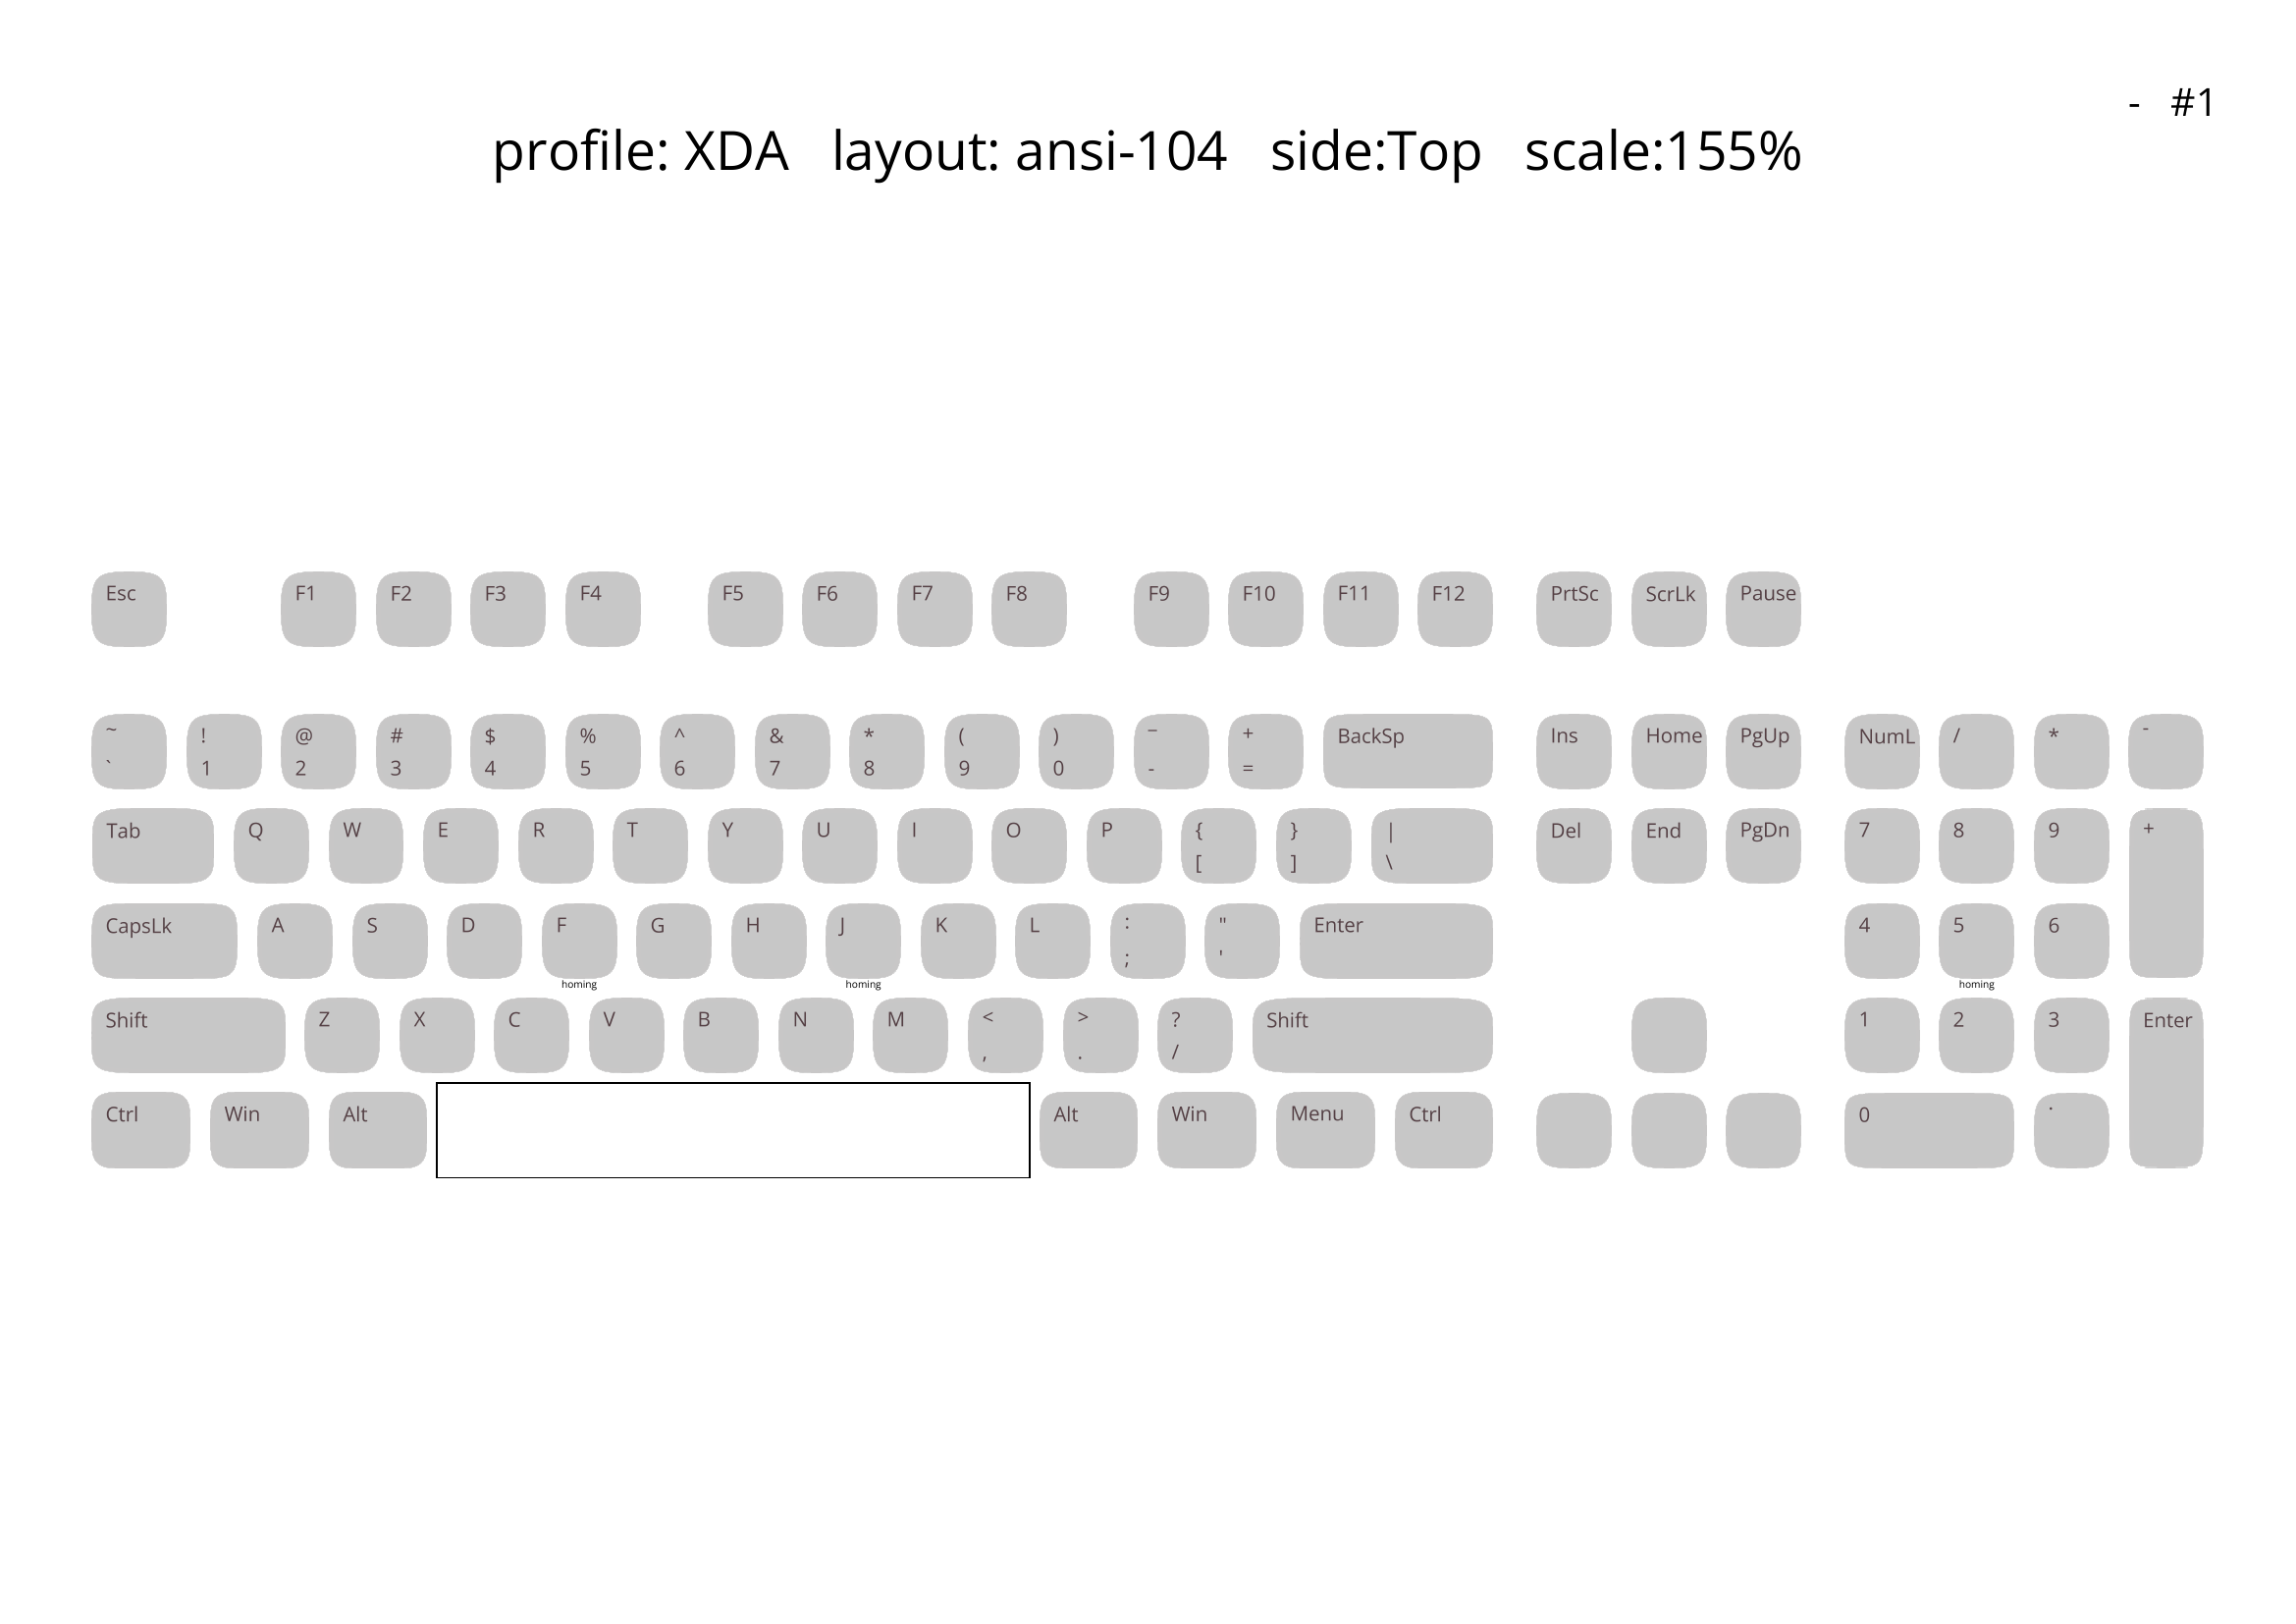 - #1
profile: XDA layout: ansi-104 side:Top scale:155%
Esc F1 F2 F3 F4 F5 F6 F7 F8 F9 F10 F11 F12 PrtSc ScrLk Pause
~ ! @ # $ % ^ & * ( ) _ + BackSp Ins Home PgUp NumL / * -
` 1 2 3 4 5 6 7 8 9 0 - =
Tab Q W E R T Y U I O P { } | Del End PgDn 7 8 9 +
[ ] \
CapsLk A S D F G H J K L : " Enter 4 5 6
; '
homing homing homing
Shift Z X C V B N M < > ? Shift 1 2 3 Enter
, . /
Ctrl Win Alt Alt Win Menu Ctrl 0 .